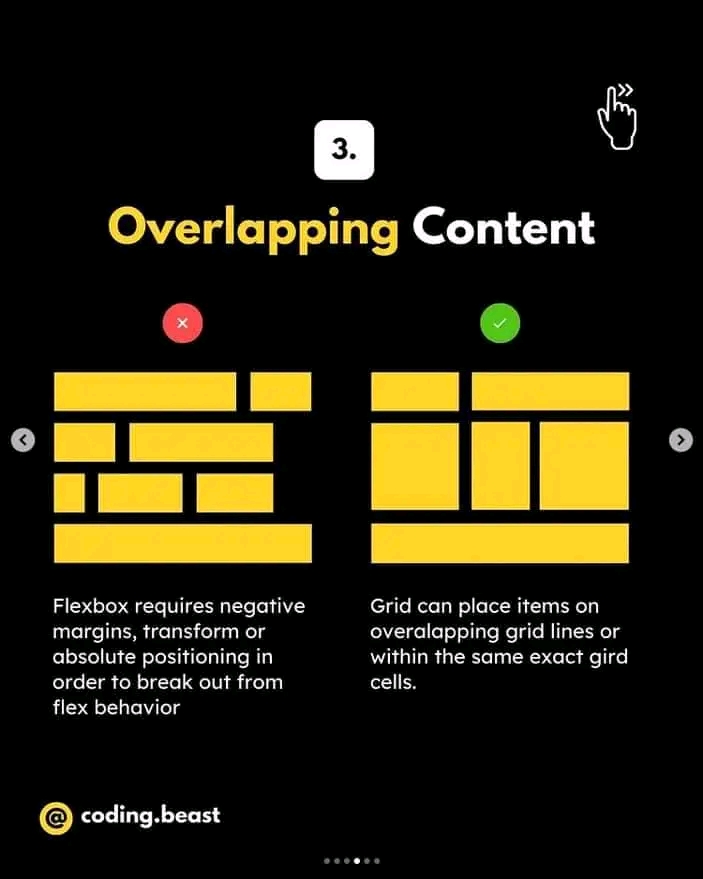 3.
Overlapping Content
Flexbox requires negative
margins, transform or
absolute positioning in
order to break out from
flex behavior
Grid can place items on
overalapping grid lines or
within the same exact gird
cells.
@ coding.beast